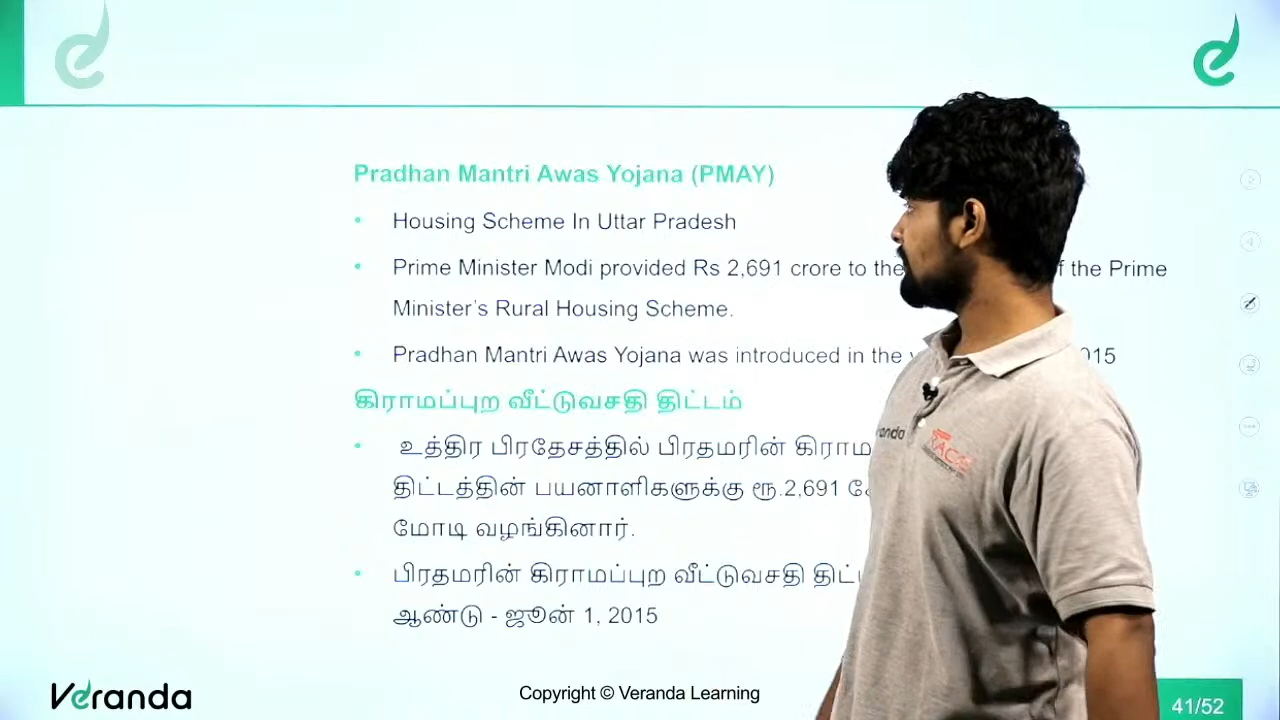 Pradhan Mantri Awas Yojana (PMAY)
• Housing Scheme In Uttar Pradesh
• Prime Minister Modi provided Rs 2,691 crore to the f the Prime
Minister's Rural Housing Scheme.
• Pradhan Mantri Awas Yojana was introduced in the 015
கிராமப்புற வீட்டுவசதி திட்டம்
• உத்திர பிரதேசத்தில் பிரதமரின் கிராம
திட்டத்தின் பயனாளிகளுக்கு ரூ.2,691
மோடி வழங்கினார்.
• பிரதமரின் கிராமப்புற வீட்டுவசதி
ஆண்டு - ஜூன் 1, 2015
Veranda
Copyright © Veranda Learning
41/52